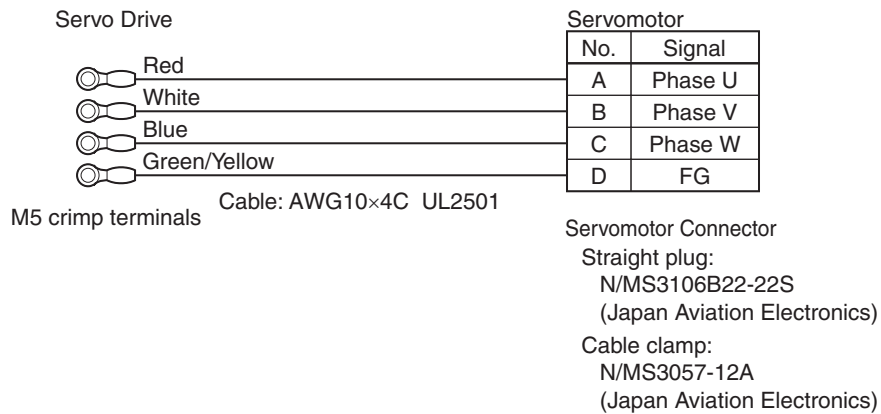 Servo Drive
Servomotor
No. Signal
Red
A Phase U
White
B Phase V
Blue
C Phase W
Green/Yellow
D FG
Cable: AWG10×4C UL2501
M5 crimp terminals
Servomotor Connector
Straight plug:
N/MS3106B22-22S
(Japan Aviation Electronics)
Cable clamp:
N/MS3057-12A
(Japan Aviation Electronics)